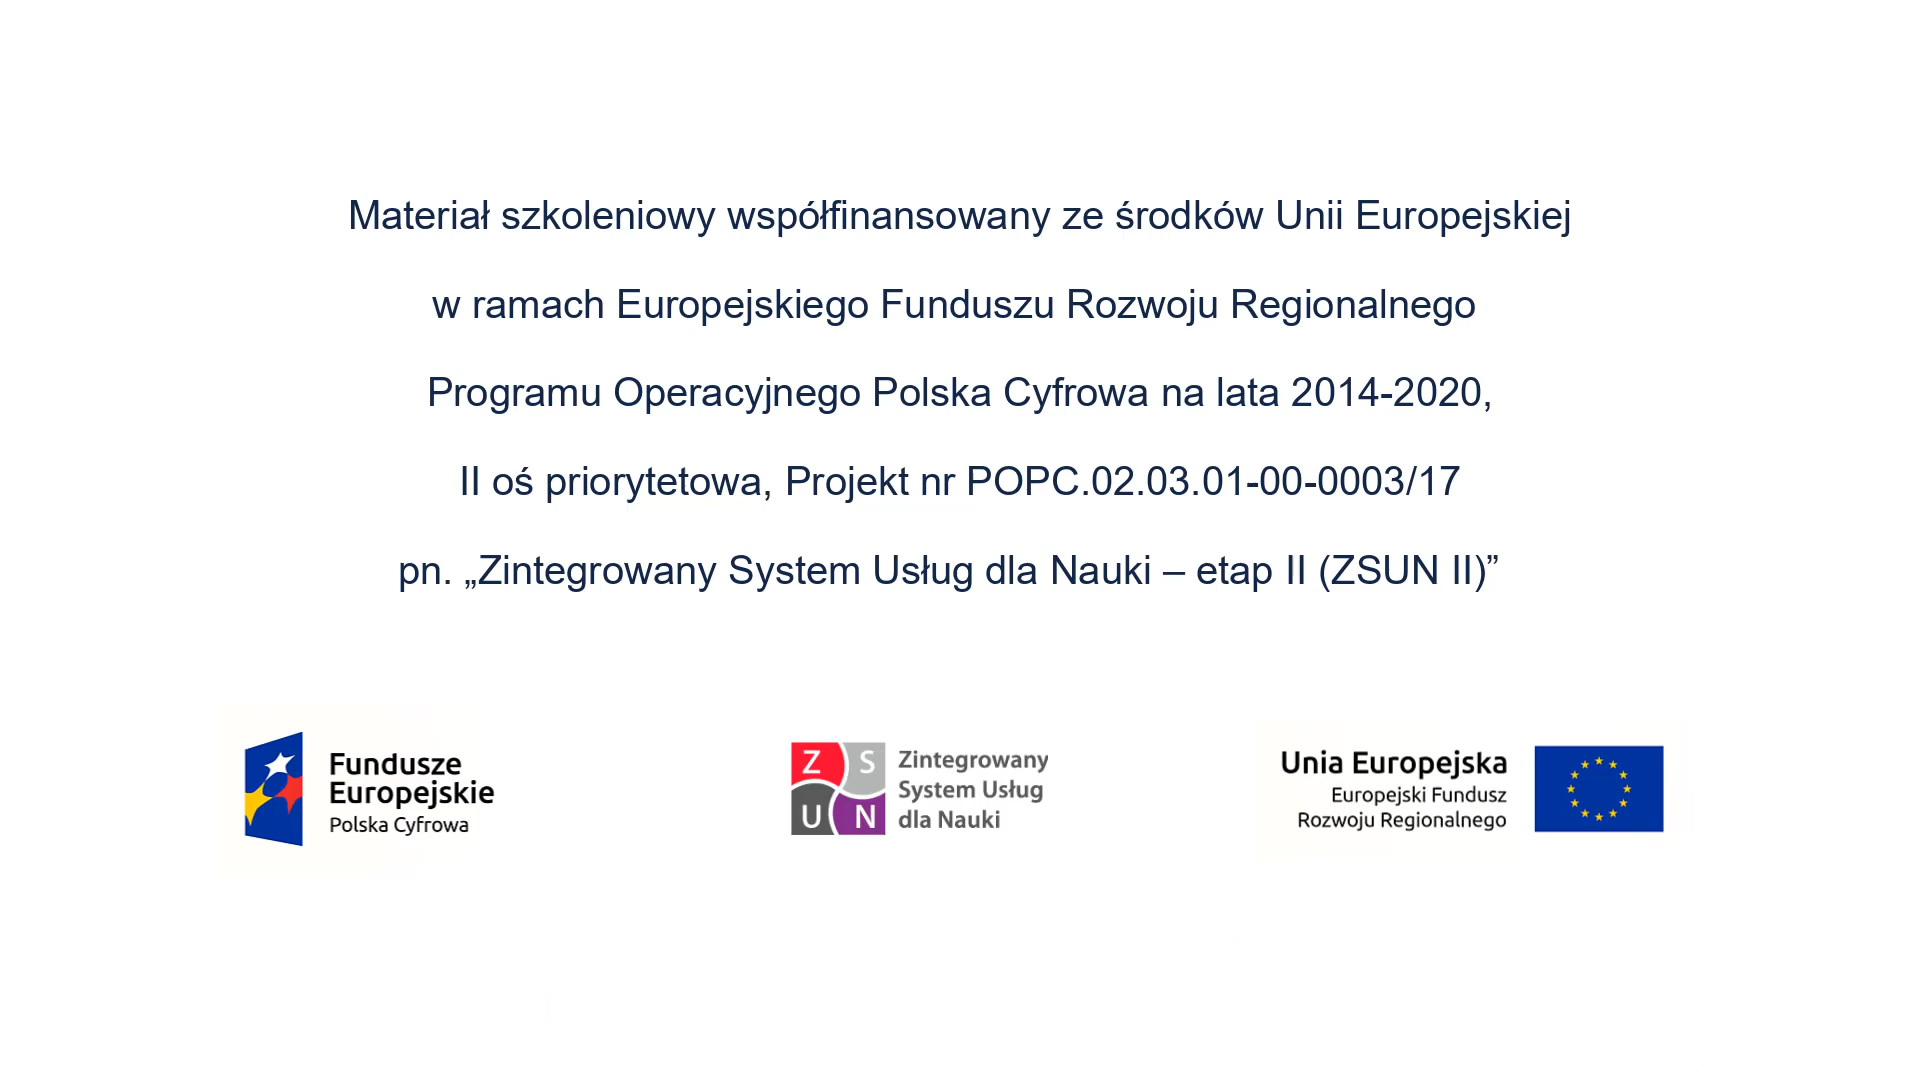 Materiał szkoleniowy współfinansowany ze środków Unii Europejskiej
w ramach Europejskiego Funduszu Rozwoju Regionalnego
Programu Operacyjnego Polska Cyfrowa na lata 2014-2020,
II oś priorytetowa, Projekt nr POPC.02.03.01-00-0003/17
pn. „Zintegrowany System Usług dla Nauki – etap II (ZSUN II)”
Fundusze
Europejskie
Polska Cyfrowa
Z S
U N
Zintegrowany
System Usług
dla Nauki
Unia Europejska
Europejski Fundusz
Rozwoju Regionalnego